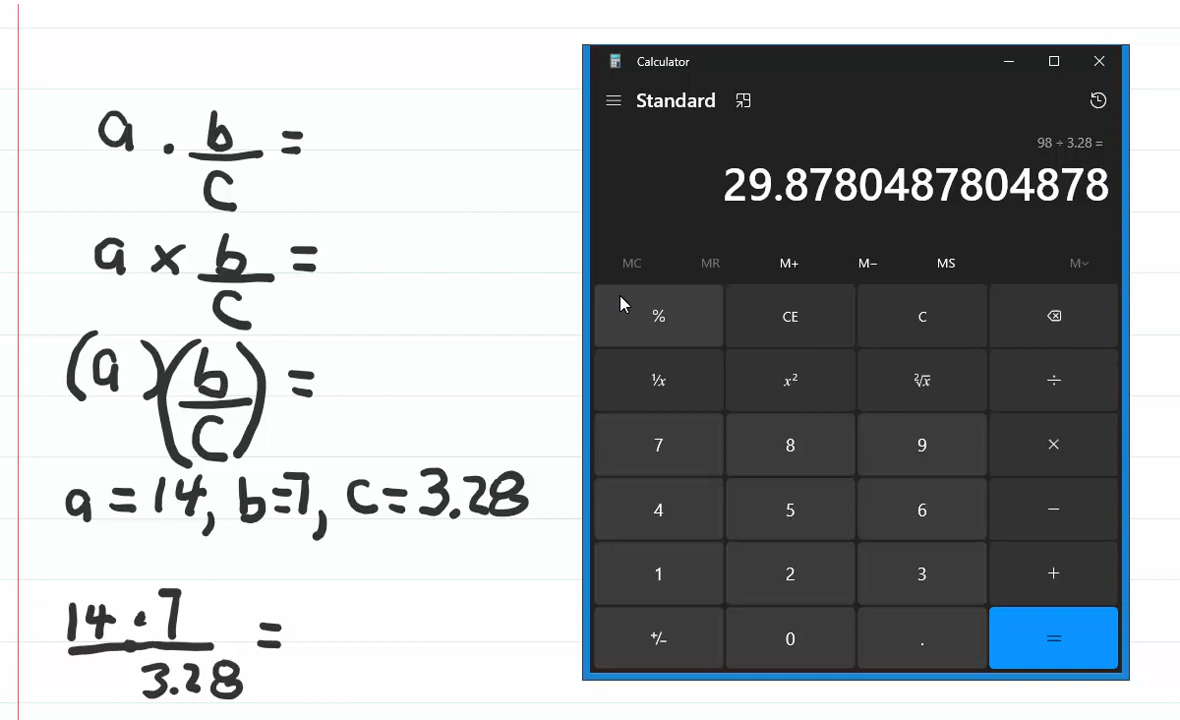 a · b/c =
a × b/c =
(a)(b/c) =
a = 14, b=7, c=3.28
14 · 7 / 3.28 =
Calculator
Standard
98 ÷ 3.28 =
29.8780487804878
MC MR M+ M− MS M˅
% CE C ⌫
¹/x x² ²√x ÷
7 8 9 ×
4 5 6 −
1 2 3 +
+/− 0 . =